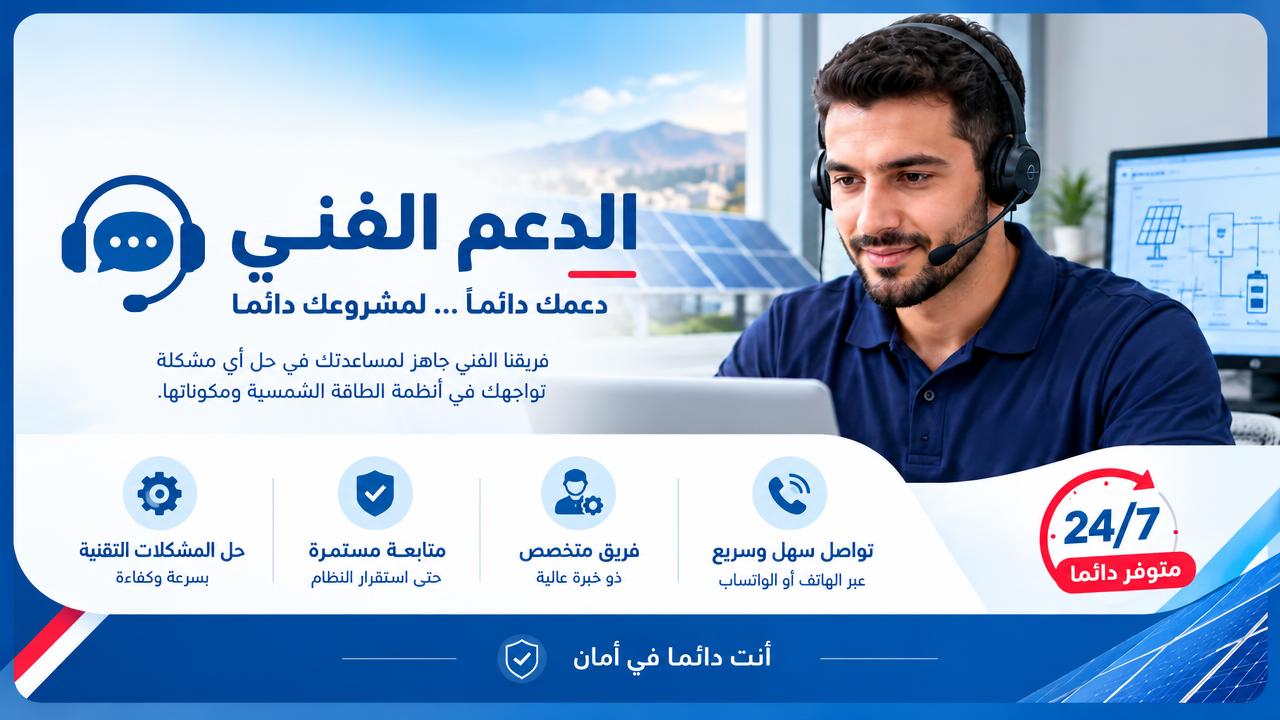 الدعم الفني
دعمك دائماً ... لمشروعك دائما
فريقنا الفني جاهز لمساعدتك في حل أي مشكلة
تواجهك في أنظمة الطاقة الشمسية ومكوناتها.
تواصل سهل وسريع
عبر الهاتف أو الواتساب
فريق متخصص
ذو خبرة عالية
متابعة مستمرة
حتى استقرار النظام
حل المشكلات التقنية
بسرعة وكفاءة
24/7
متوفر دائما
أنت دائما في أمان